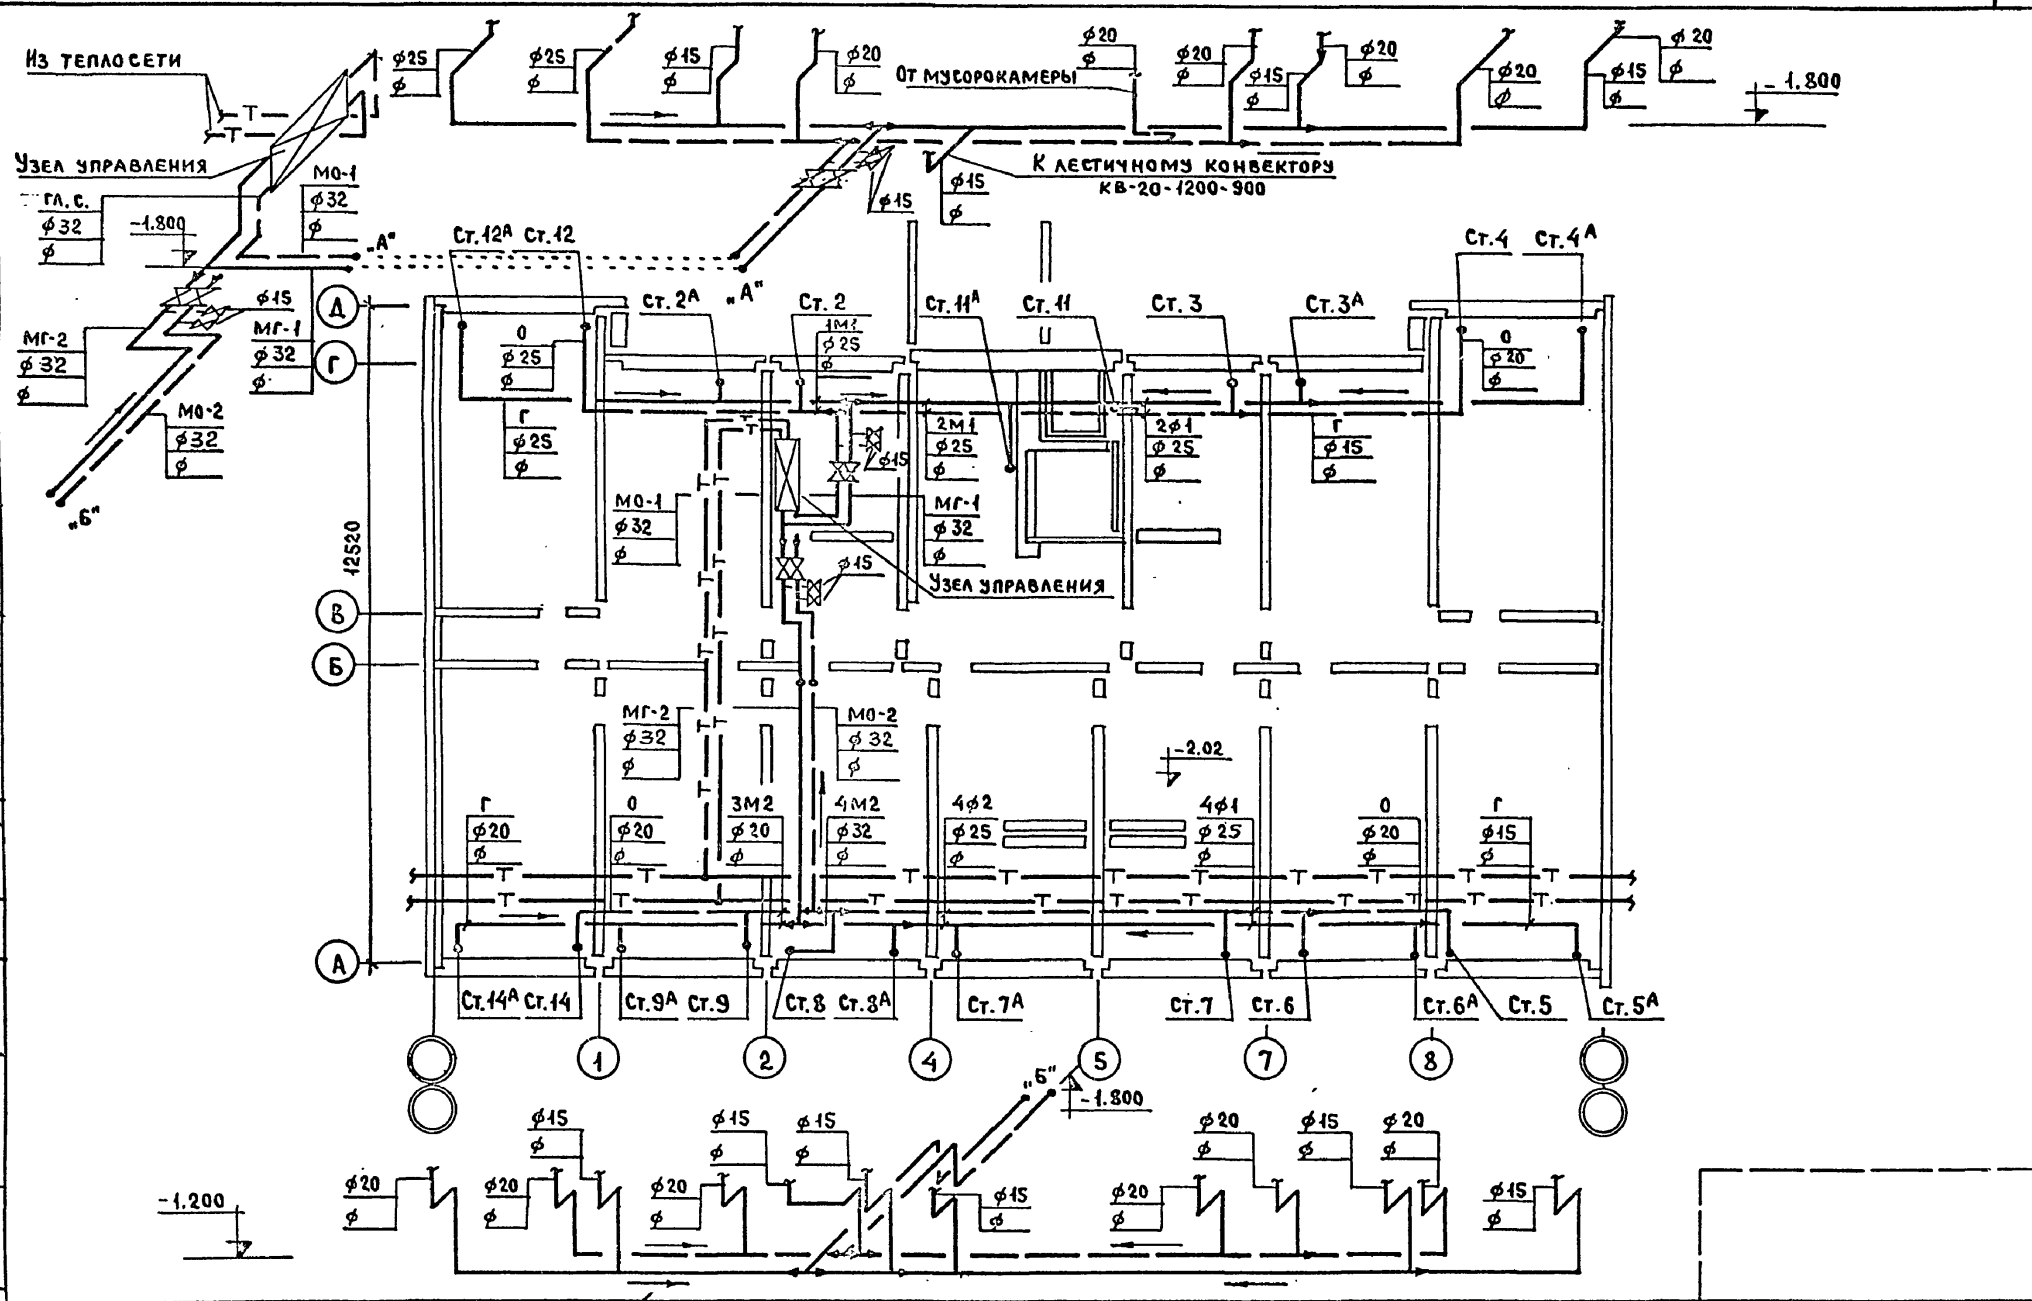 Из теплосети
Узел управления
гл. с.
ф32
ф
-1.800
МО-1
ф32
ф
"А"
ф15
МГ-2
ф32
ф
МГ-1
ф32
ф
МО-2
ф32
ф
"Б"
ф25
ф
ф25
ф
ф15
ф
ф20
ф
От мусорокамеры
ф20
ф
ф20
ф
ф15
ф
ф20
ф
ф20
ф
ф15
ф
ф20
ф
-1.800
К лестичному конвектору
КВ-20-1200-900
ф15
ф15
ф
"А"
Ст.12А Ст.12
Ст.2А
Ст.2
Ст.11А
Ст.11
Ст.3
Ст.3А
Ст.4 Ст.4А
Д
Г
О
ф25
ф
1М1
ф25
ф
О
ф20
ф
Г
ф25
ф
2М1
ф25
ф
2ф1
ф25
ф
Г
ф15
ф
ф15
МО-1
ф32
ф
МГ-1
ф32
ф
12520
ф15
Узел управления
В
Б
МГ-2
ф32
ф
МО-2
ф32
ф
-2.02
Г
ф20
ф
О
ф20
ф
3М2
ф20
ф
4М2
ф32
ф
4ф2
ф25
ф
4ф1
ф25
ф
О
ф20
ф
Г
ф15
ф
Т Т Т Т Т Т Т Т Т
Т Т Т Т Т Т Т Т
А
Ст.14А Ст.14 Ст.9А Ст.9 Ст.8 Ст.8А Ст.7А Ст.7 Ст.6 Ст.6А Ст.5 Ст.5А
1 2 4 5 7 8
"Б"
-1.800
ф15
ф
ф15
ф
ф15
ф
ф20
ф
ф15
ф
ф20
ф
-1.200
ф20
ф
ф20
ф
ф20
ф
ф15
ф
ф20
ф
ф15
ф